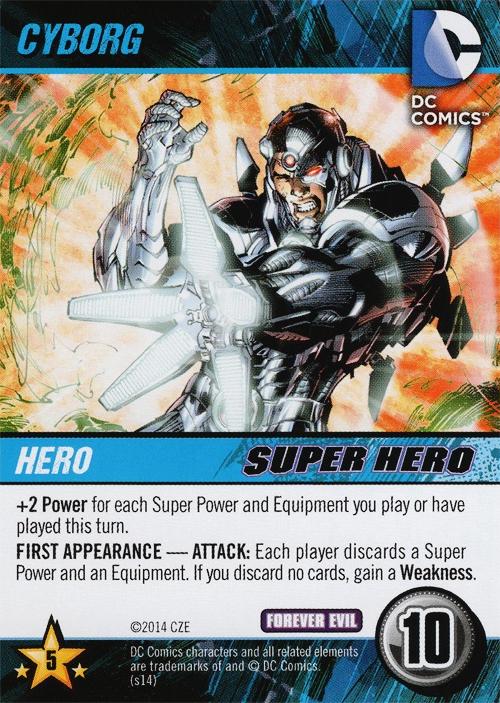 CYBORG
DC COMICS™
HERO
SUPER HERO
+2 Power for each Super Power and Equipment you play or have
played this turn.
FIRST APPEARANCE — ATTACK: Each player discards a Super
Power and an Equipment. If you discard no cards, gain a Weakness.
©2014 CZE
FOREVER EVIL
5
DC Comics characters and all related elements
are trademarks of and © DC Comics.
(s14)
10